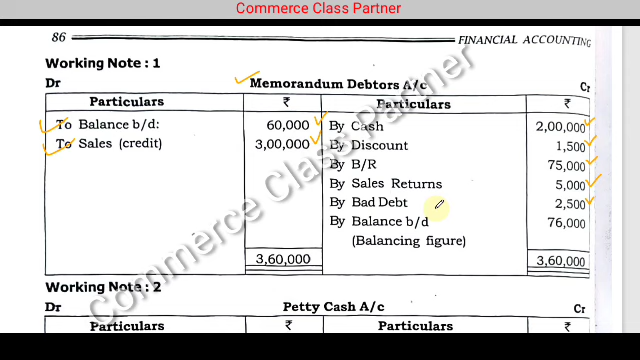 Commerce Class Partner
86
FINANCIAL ACCOUNTING
Working Note : 1
Dr Memorandum Debtors A/c Cr
Particulars ₹ Particulars ₹
To Balance b/d: 60,000 By Cash 2,00,000
To Sales (credit) 3,00,000 By Discount 1,500
By B/R 75,000
By Sales Returns 5,000
By Bad Debt 2,500
By Balance b/d 76,000
(Balancing figure)
3,60,000 3,60,000
Working Note : 2
Dr Petty Cash A/c Cr
Particulars ₹ Particulars ₹
Commerce Class Partner